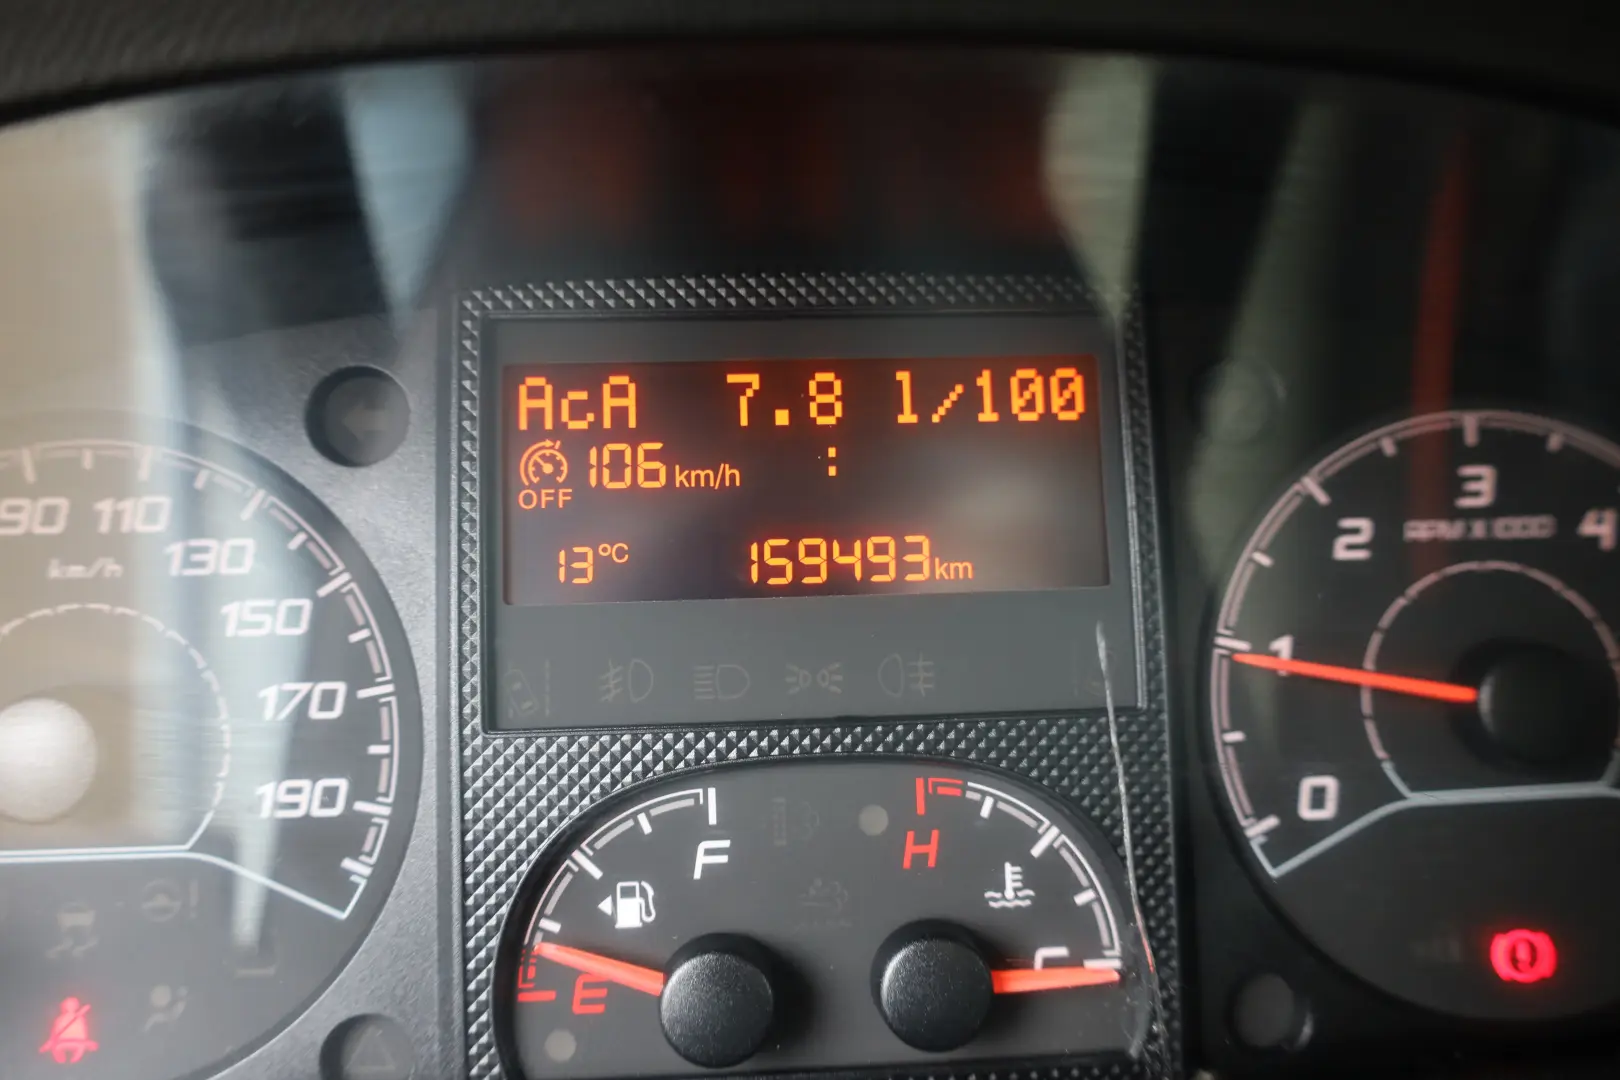 AcA 7.8 l/100
OFF 106 km/h :
13°C 159493 km
90 110 130 150 170 190
km/h
F
E
H
C
0 1 2 3 4
RPM X 1000